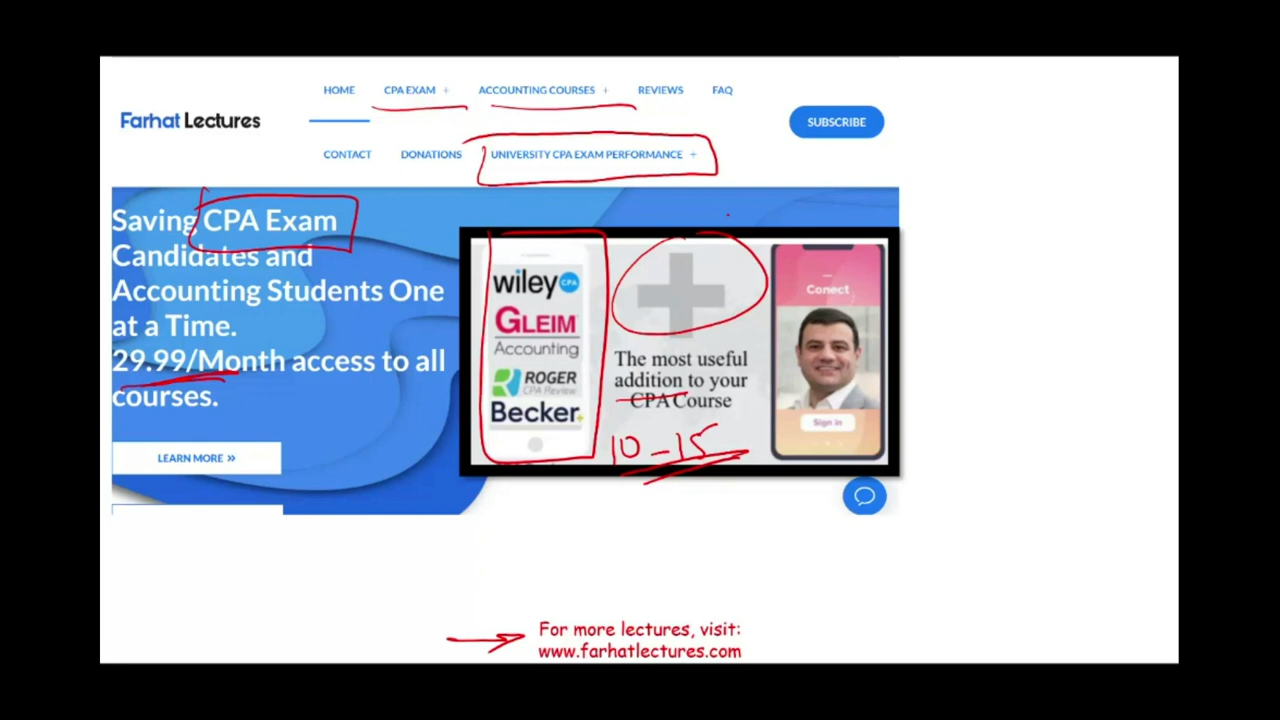 HOME CPA EXAM + ACCOUNTING COURSES + REVIEWS FAQ
Farhat Lectures
SUBSCRIBE
CONTACT DONATIONS UNIVERSITY CPA EXAM PERFORMANCE +
Saving CPA Exam
Candidates and
Accounting Students One
at a Time.
29.99/Month access to all
courses.
LEARN MORE »
wiley CPA
GLEIM
Accounting
ROGER
CPA Review
Becker
The most useful
addition to your
CPA Course
10-15
Conect
Sign in
For more lectures, visit:
www.farhatlectures.com